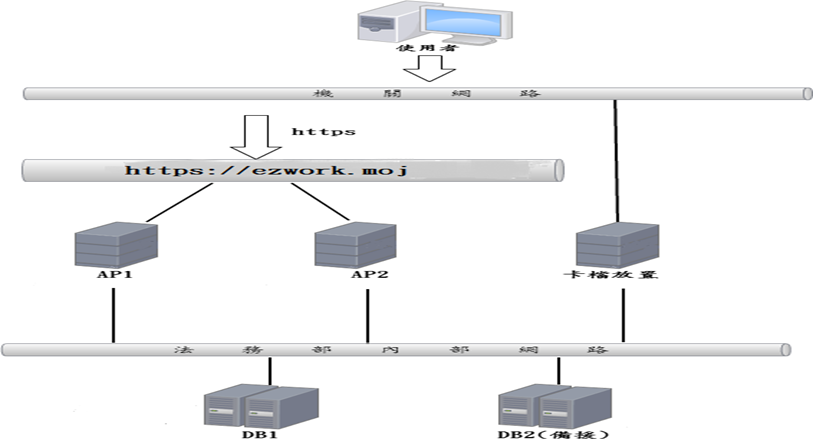 使用者
機關網路
https
https://ezwork.moj
AP1
AP2
卡檔放置
法務部內部網路
DB1
DB2(備援)